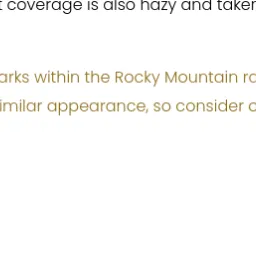 coverage is also hazy and taken
arks within the Rocky Mountain ra
imilar appearance, so consider